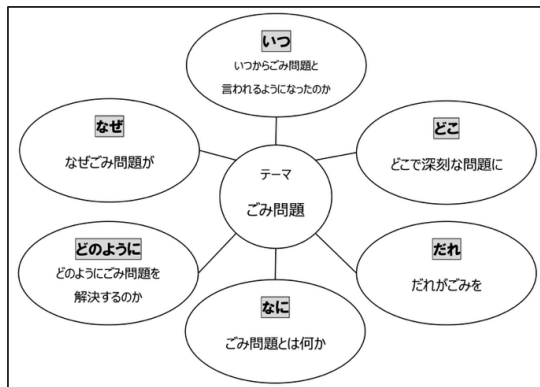 いつ
いつからごみ問題と
言われるようになったのか
なぜ
なぜごみ問題が
どこ
どこで深刻な問題に
テーマ
ごみ問題
どのように
どのようにごみ問題を
解決するのか
だれ
だれがごみを
なに
ごみ問題とは何か